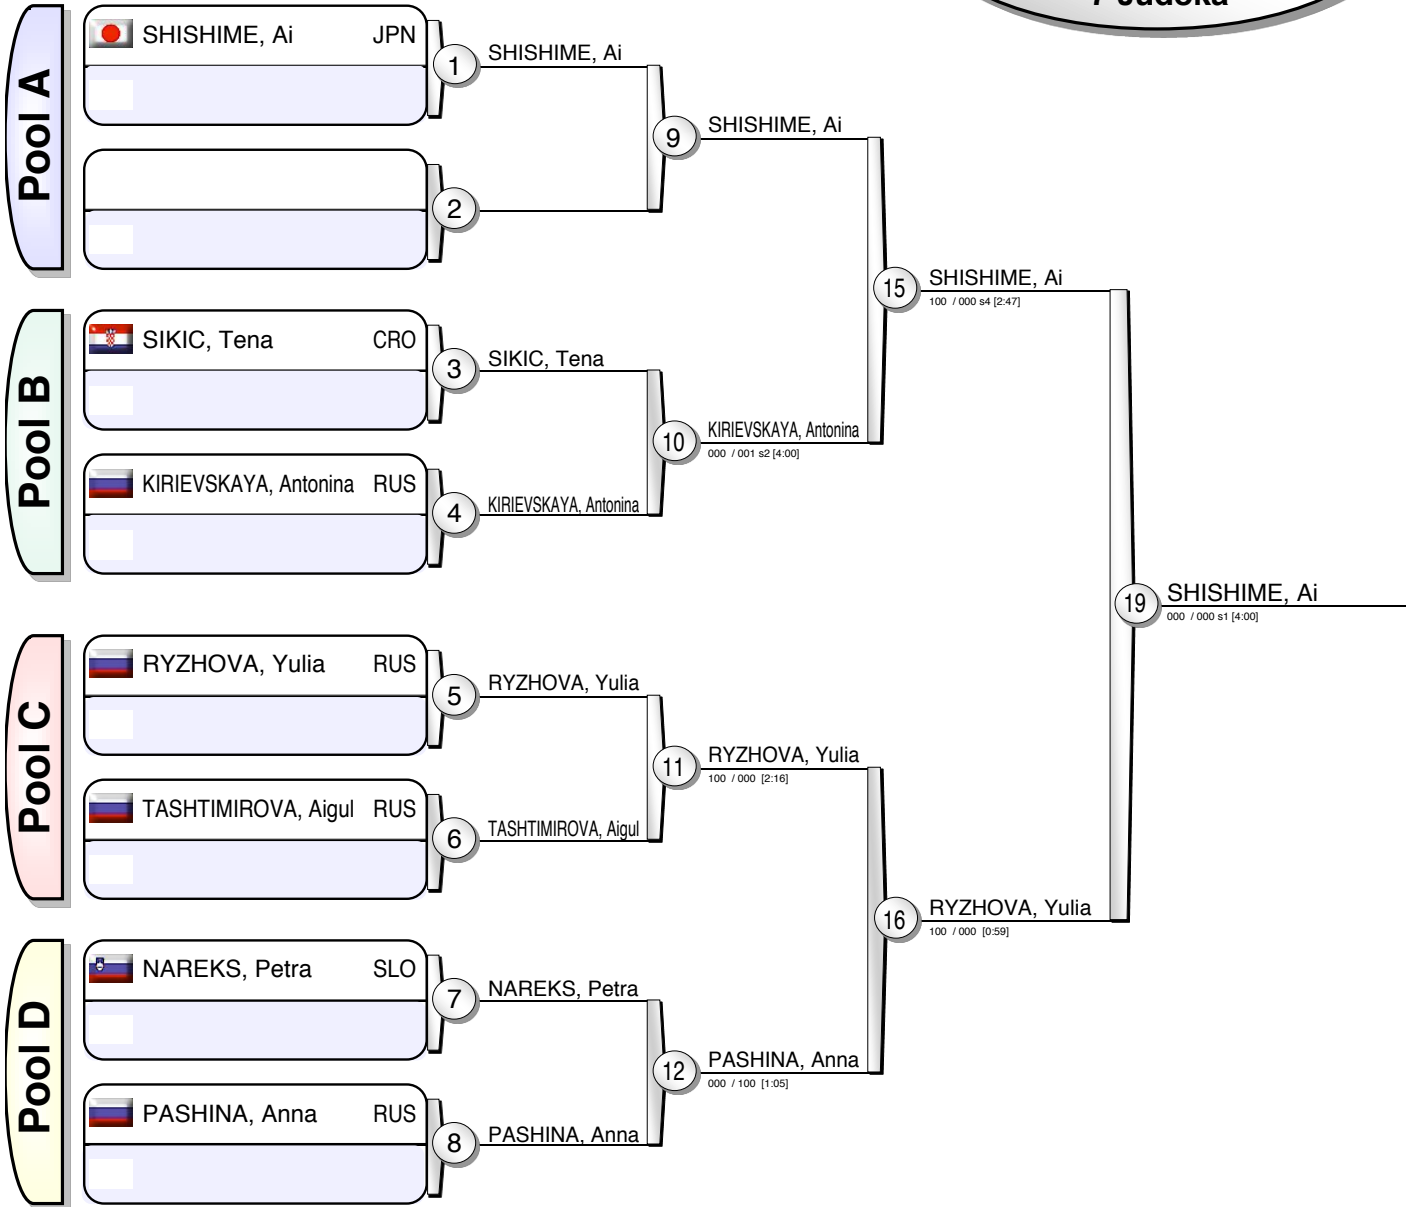 7 Judoka
Pool A
SHISHIME, Ai JPN
1
SHISHIME, Ai
2
9
SHISHIME, Ai
Pool B
SIKIC, Tena CRO
3
SIKIC, Tena
KIRIEVSKAYA, Antonina RUS
4
KIRIEVSKAYA, Antonina
10
KIRIEVSKAYA, Antonina
000 / 001 s2 [4:00]
15
SHISHIME, Ai
100 / 000 s4 [2:47]
Pool C
RYZHOVA, Yulia RUS
5
RYZHOVA, Yulia
TASHTIMIROVA, Aigul RUS
6
TASHTIMIROVA, Aigul
11
RYZHOVA, Yulia
100 / 000 [2:16]
Pool D
NAREKS, Petra SLO
7
NAREKS, Petra
PASHINA, Anna RUS
8
PASHINA, Anna
12
PASHINA, Anna
000 / 100 [1:05]
16
RYZHOVA, Yulia
100 / 000 [0:59]
19
SHISHIME, Ai
000 / 000 s1 [4:00]